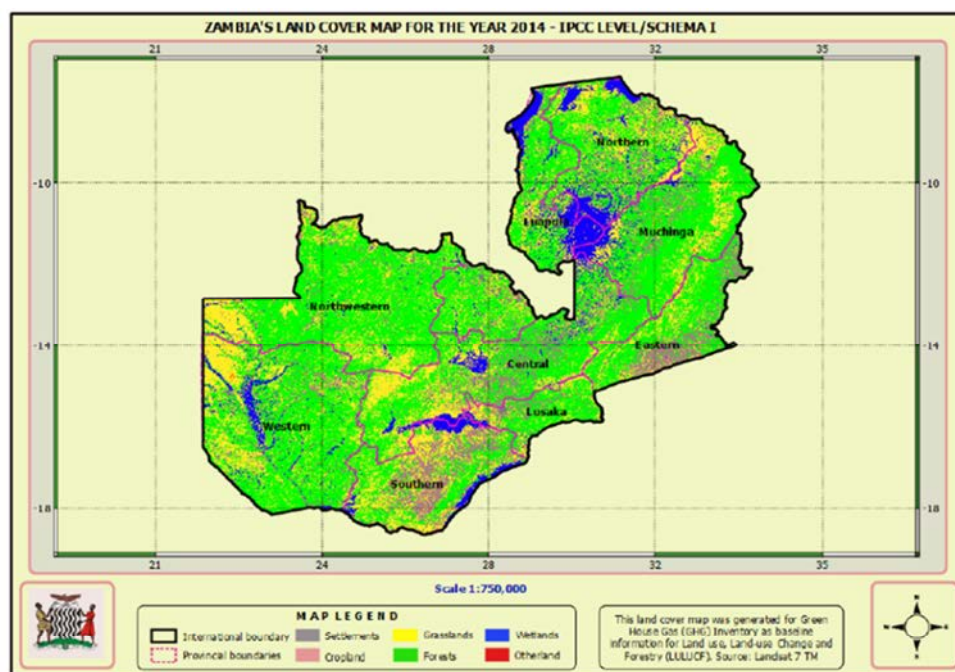 ZAMBIA'S LAND COVER MAP FOR THE YEAR 2014 - IPCC LEVEL/SCHEMA I
21 24 28 32 35
Northern
-10 -10
Luapula
Muchinga
Northwestern
-14 Eastern -14
Central
Lusaka
Western
Southern
-18 -18
21 24 28 32 35
Scale 1:750,000
MAP LEGEND
International boundary Settlements Grasslands Wetlands
Provincial boundaries Cropland Forests Otherland
This land cover map was generated for Green
House Gas (GHG) Inventory as baseline
information for Land use, Land-use Change and
Forestry (LULUCF). Source: Landsat 7 TM